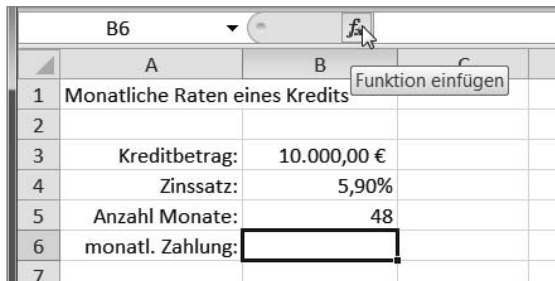 B6 fx
Funktion einfügen
A B C
1 Monatliche Raten eines Kredits
2
3 Kreditbetrag: 10.000,00 €
4 Zinssatz: 5,90%
5 Anzahl Monate: 48
6 monatl. Zahlung:
7